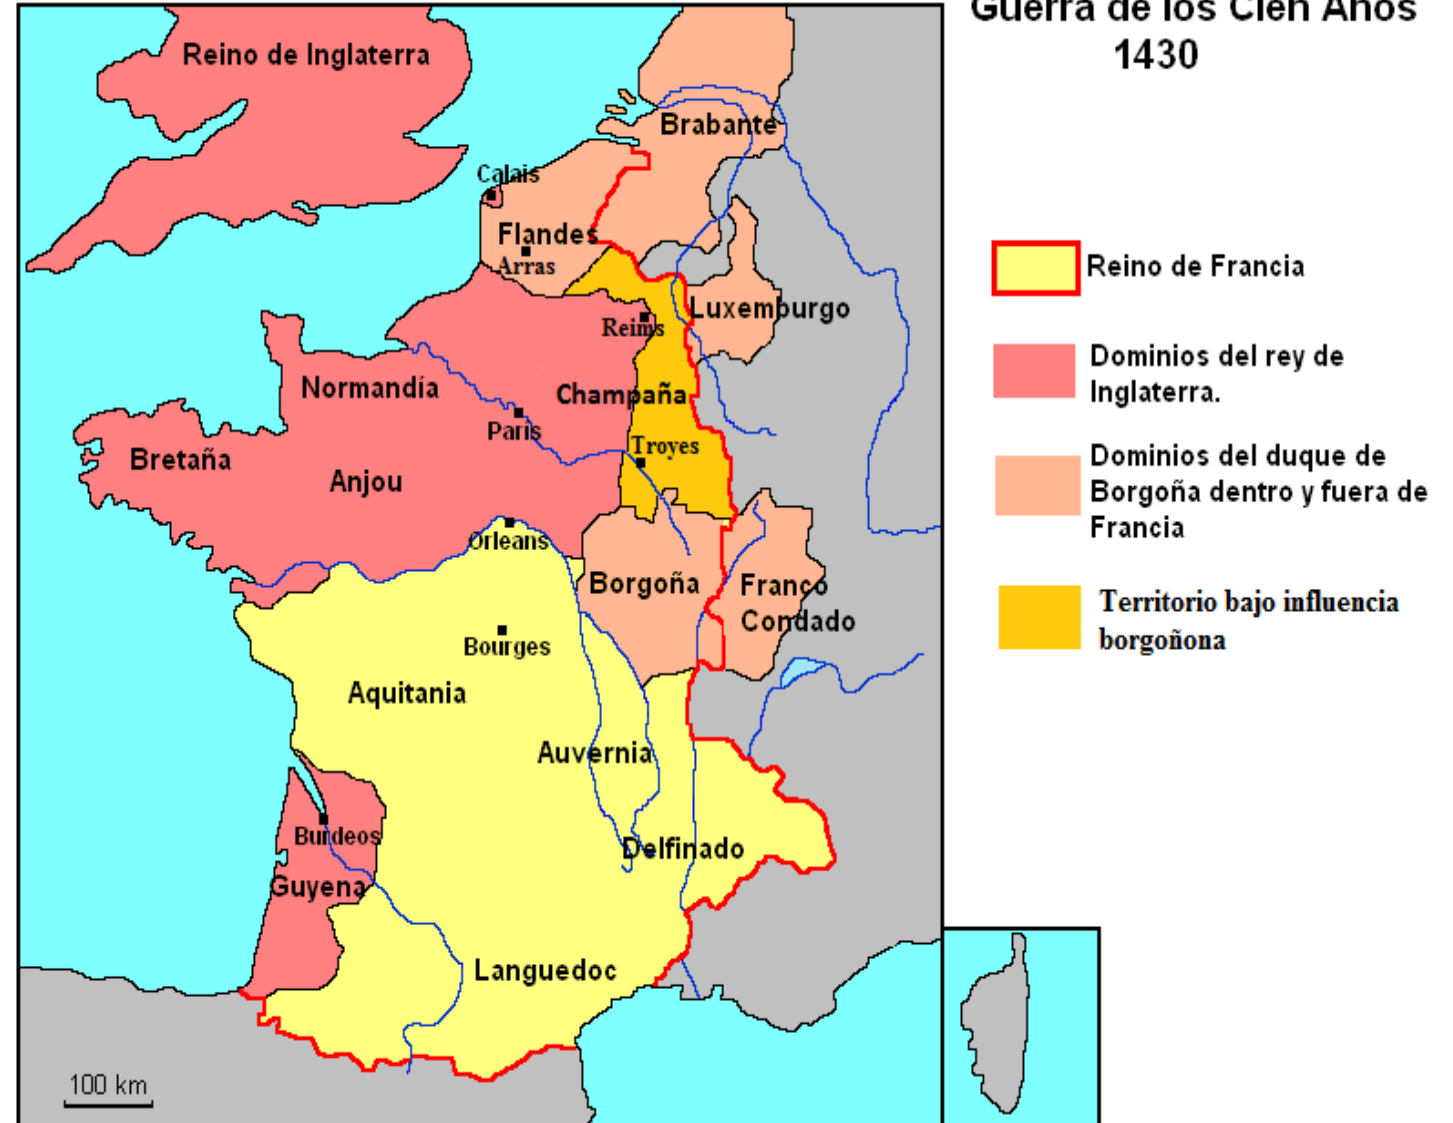 Guerra de los Cien Años
1430
Reino de Inglaterra
Brabante
Calais
Flandes
Arras
Luxemburgo
Reims
Normandía
Champaña
Paris
Troyes
Bretaña
Anjou
Orleans
Borgoña
Franco
Condado
Bourges
Aquitania
Auvernia
Burdeos
Delfinado
Guyena
Languedoc
100 km
Reino de Francia
Dominios del rey de
Inglaterra.
Dominios del duque de
Borgoña dentro y fuera de
Francia
Territorio bajo influencia
borgoñona